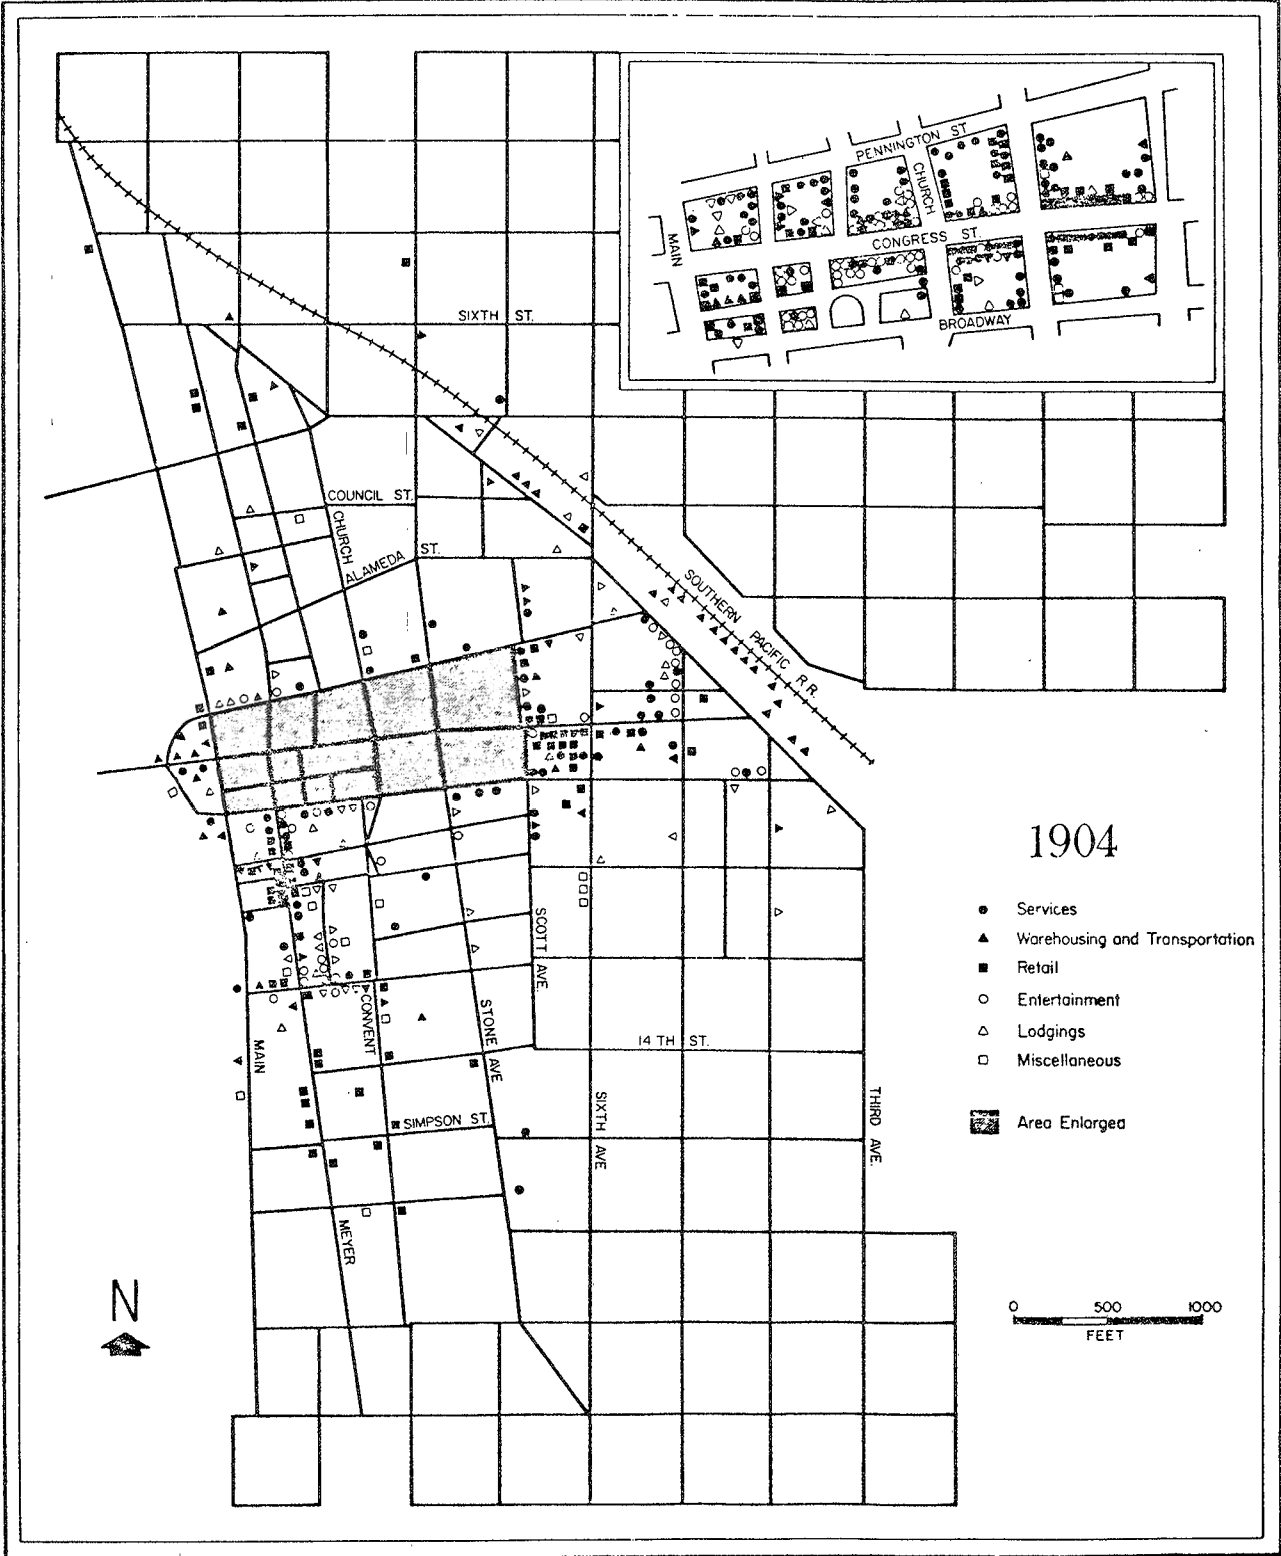 PENNINGTON ST
CHURCH
MAIN
CONGRESS ST.
BROADWAY
SIXTH ST.
COUNCIL ST.
CHURCH
ALAMEDA ST.
SOUTHERN PACIFIC R.R.
1904
Services
Warehousing and Transportation
Retail
Entertainment
Lodgings
Miscellaneous
Area Enlarged
SCOTT AVE.
CONVENT
STONE AVE
MAIN
14 TH ST.
SIXTH AVE
THIRD AVE.
SIMPSON ST.
MEYER
N
0 500 1000
FEET